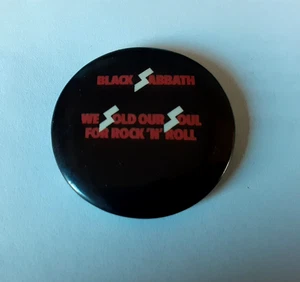 BLACK SABBATH
WE SOLD OUR SOUL
FOR ROCK 'N' ROLL